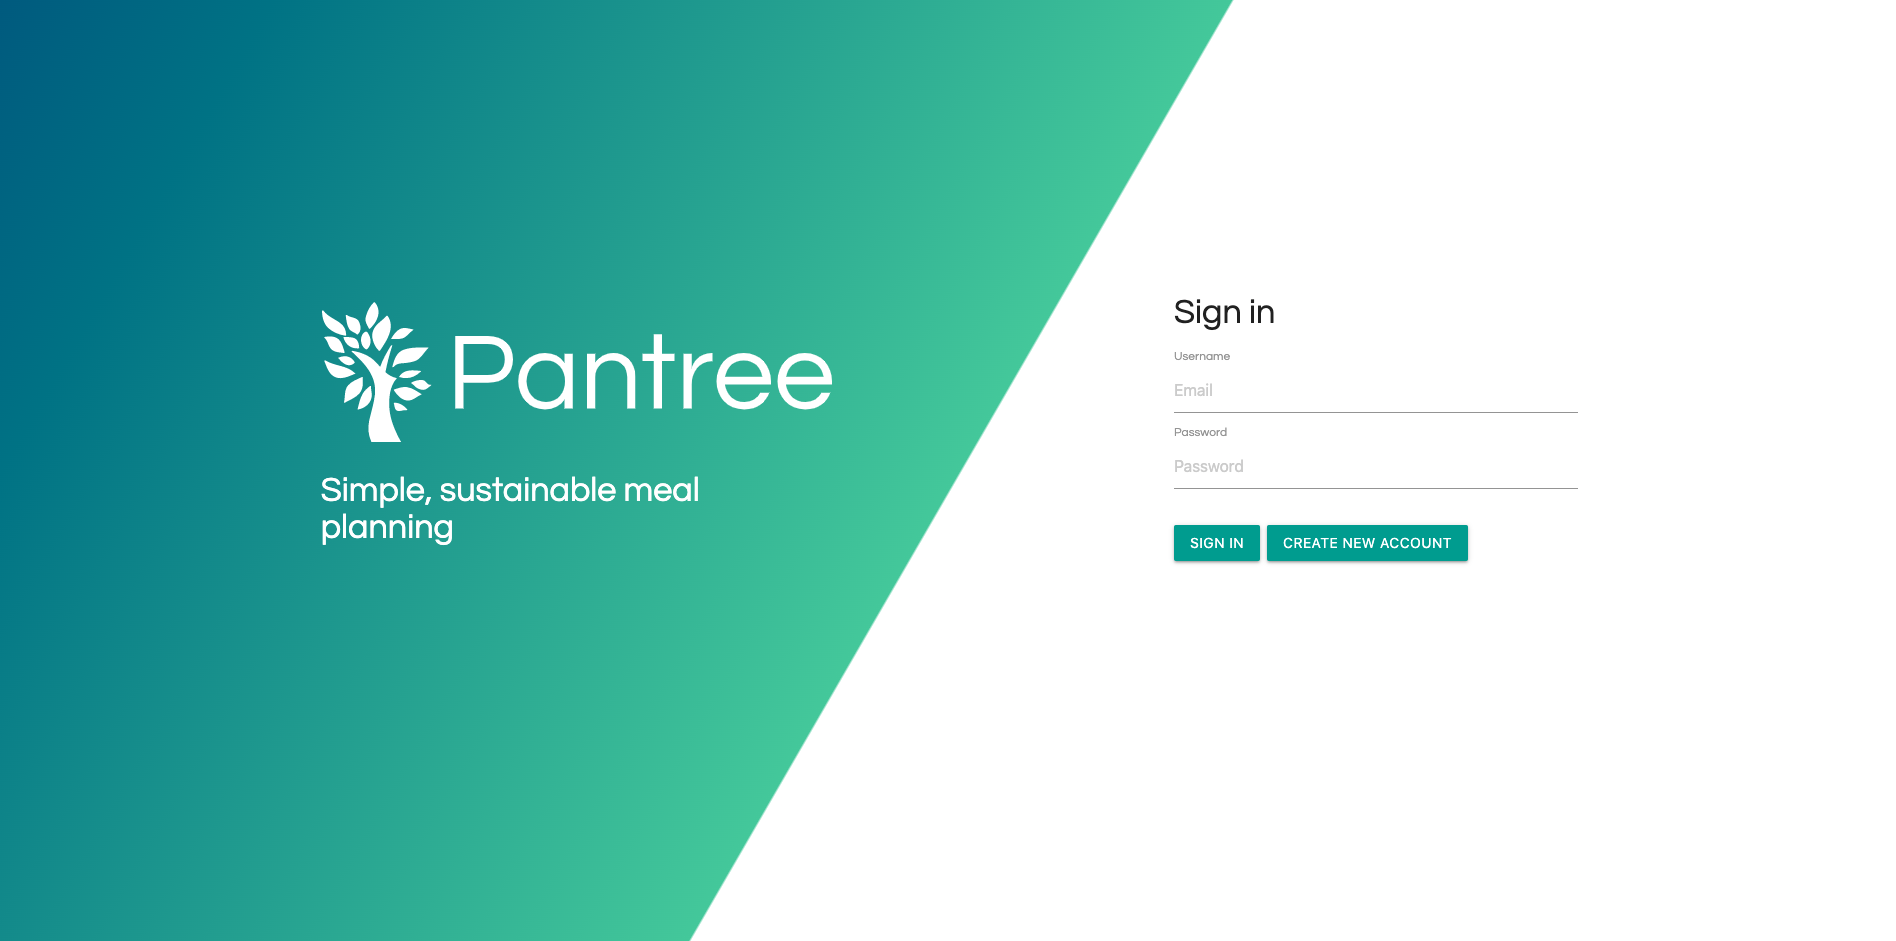 Pantree
Simple, sustainable meal
planning
Sign in
Username
Email
Password
Password
SIGN IN
CREATE NEW ACCOUNT